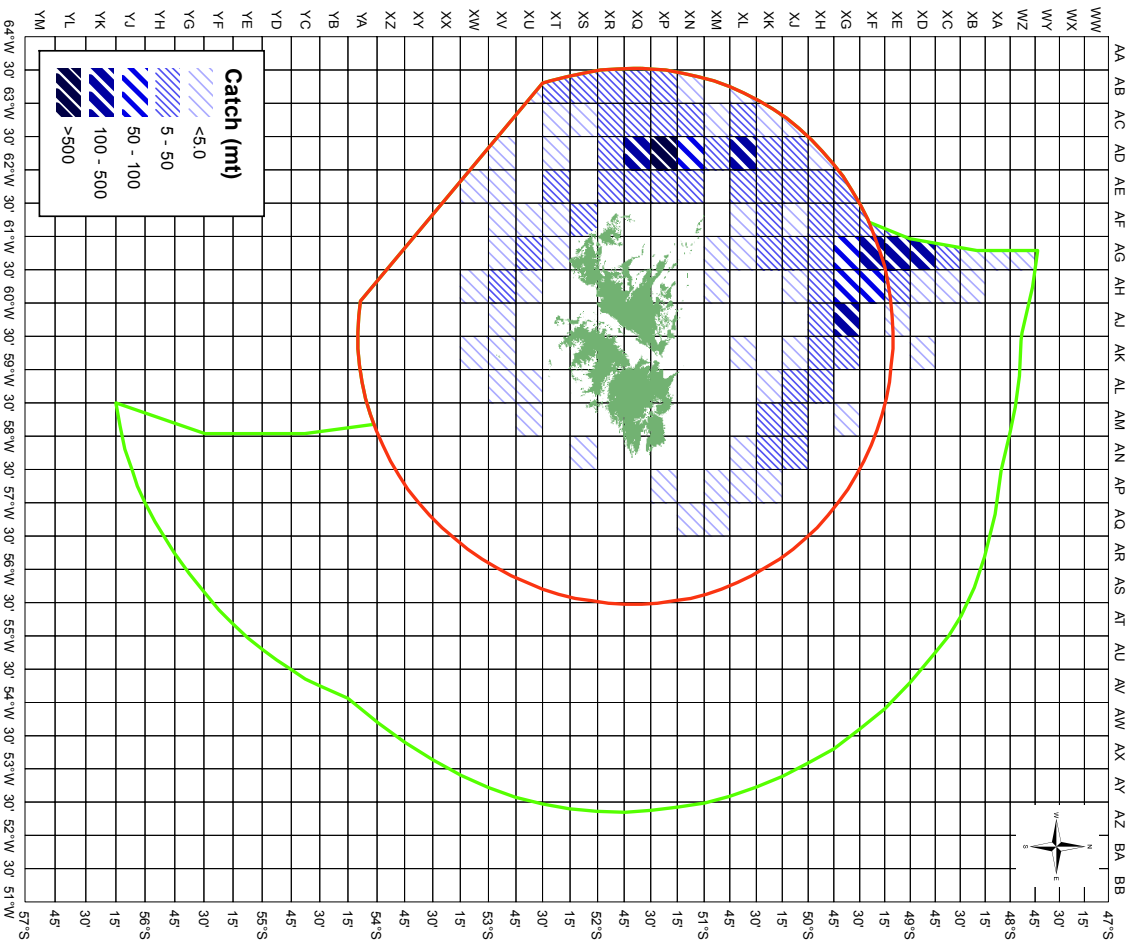 AA AB AC AD AE AF AG AH AJ AK AL AM AN AP AQ AR AS AT AU AV AW AX AY AZ BA BB
WW
WX
WY
WZ
XA
XB
XC
XD
XE
XF
XG
XH
XJ
XK
XL
XM
XN
XP
XQ
XR
XS
XT
XU
XV
XW
XX
XY
XZ
YA
YB
YC
YD
YE
YF
YG
YH
YJ
YK
YL
YM
N
W
E
S
47°S
15'
30'
45'
48°S
15'
30'
45'
49°S
15'
30'
45'
50°S
15'
30'
45'
51°S
15'
30'
45'
52°S
15'
30'
45'
53°S
15'
30'
45'
54°S
15'
30'
45'
55°S
15'
30'
45'
56°S
15'
30'
45'
57°S
Catch (mt)
<5.0
5 - 50
50 - 100
100 - 500
>500
64°W 30' 63°W 30' 62°W 30' 61°W 30' 60°W 30' 59°W 30' 58°W 30' 57°W 30' 56°W 30' 55°W 30' 54°W 30' 53°W 30' 52°W 30' 51°W